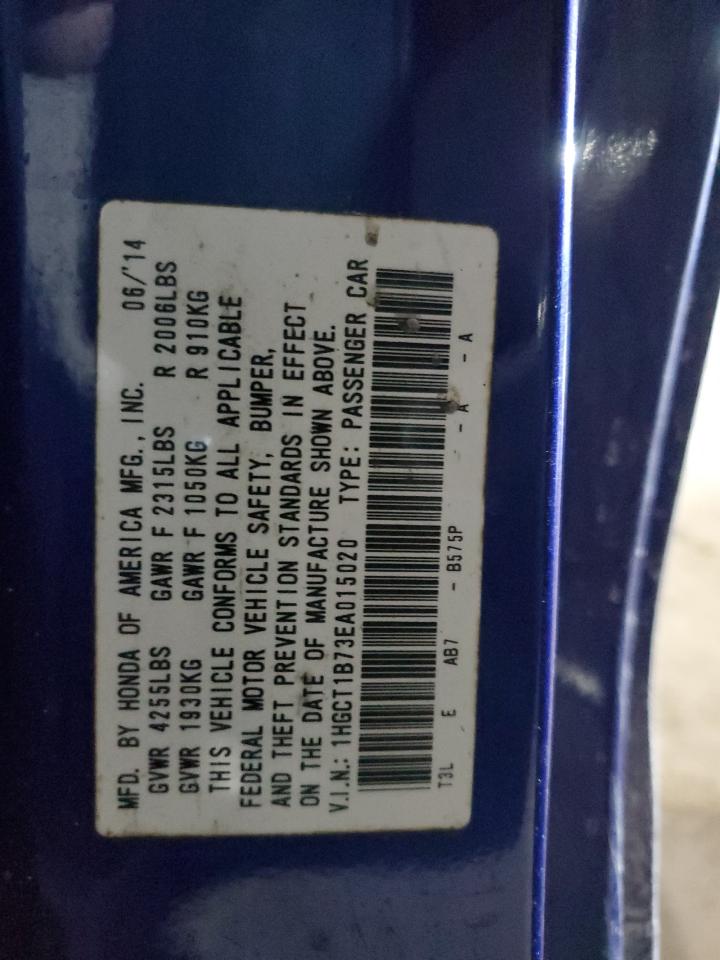 MFD. BY HONDA OF AMERICA MFG., INC. 06/'14
GVWR 4255LBS GAWR F 2315LBS R 2006LBS
GVWR 1930KG GAWR F 1050KG R 910KG
THIS VEHICLE CONFORMS TO ALL APPLICABLE
FEDERAL MOTOR VEHICLE SAFETY, BUMPER,
AND THEFT PREVENTION STANDARDS IN EFFECT
ON THE DATE OF MANUFACTURE SHOWN ABOVE.
V.I.N.: 1HGCT1B73EA015020 TYPE: PASSENGER CAR
T3L E AB7 - B575P - A - A